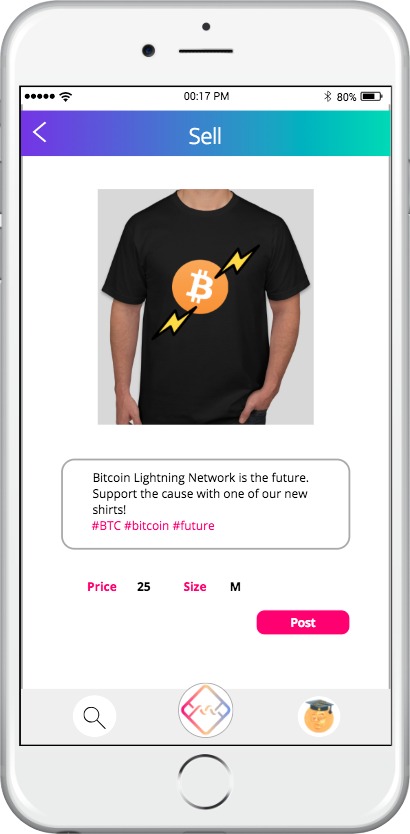 00:17 PM
80%
Sell
Bitcoin Lightning Network is the future.
Support the cause with one of our new
shirts!
#BTC #bitcoin #future
Price 25 Size M
Post